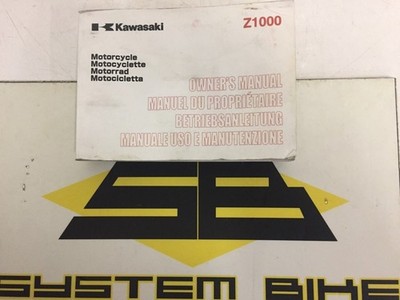 Kawasaki
Z1000
Motorcycle
Motocyclette
Motorrad
Motocicletta
OWNER'S MANUAL
MANUEL DU PROPRIÉTAIRE
BETRIEBSANLEITUNG
MANUALE USO E MANUTENZIONE
SB
SYSTEM BIKE